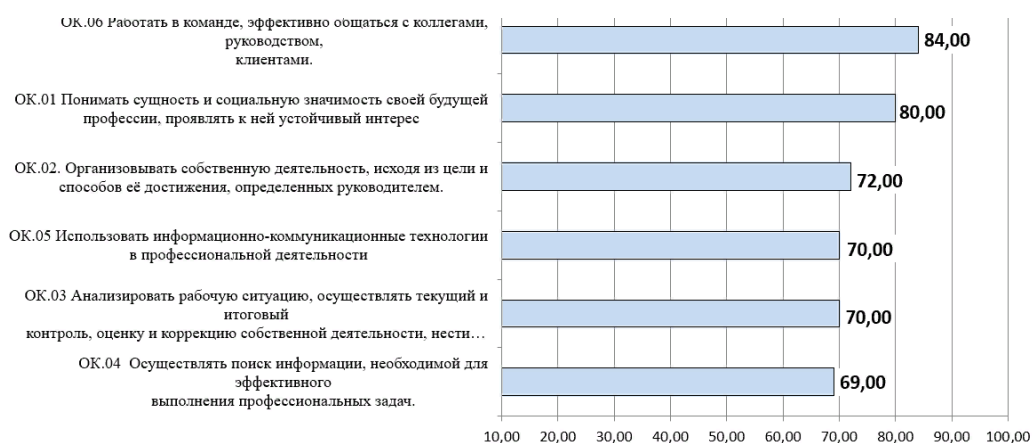 ОК.06 Работать в команде, эффективно общаться с коллегами,
руководством,
клиентами.
84,00
ОК.01 Понимать сущность и социальную значимость своей будущей
профессии, проявлять к ней устойчивый интерес
80,00
ОК.02. Организовывать собственную деятельность, исходя из цели и
способов её достижения, определенных руководителем.
72,00
ОК.05 Использовать информационно-коммуникационные технологии
в профессиональной деятельности
70,00
ОК.03 Анализировать рабочую ситуацию, осуществлять текущий и
итоговый
контроль, оценку и коррекцию собственной деятельности, нести…
70,00
ОК.04 Осуществлять поиск информации, необходимой для
эффективного
выполнения профессиональных задач.
69,00
10,00 20,00 30,00 40,00 50,00 60,00 70,00 80,00 90,00 100,00